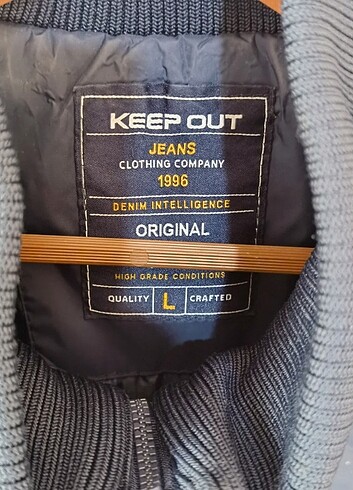 KEEP OUT
JEANS
CLOTHING COMPANY
1996
DENIM INTELLIGENCE
ORIGINAL
HIGH GRADE CONDITIONS
QUALITY L CRAFTED